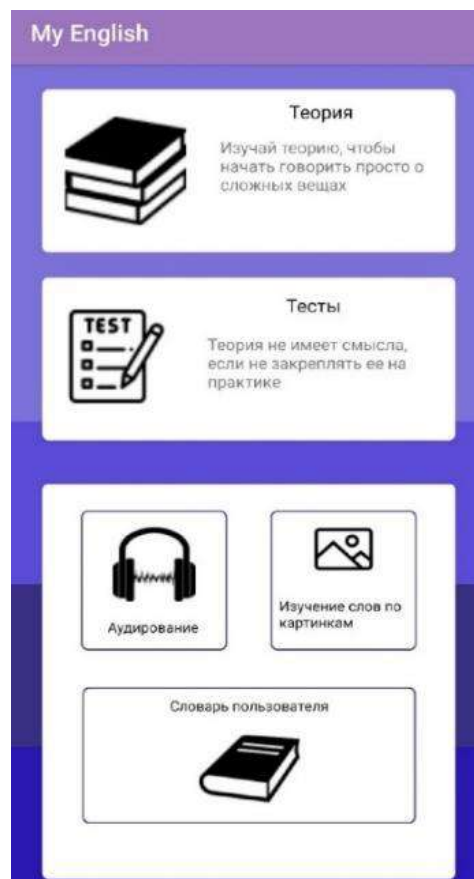 My English
Теория
Изучай теорию, чтобы
начать говорить просто о
сложных вещах
TEST
Тесты
Теория не имеет смысла,
если не закреплять ее на
практике
Аудирование
Изучение слов по
картинкам
Словарь пользователя